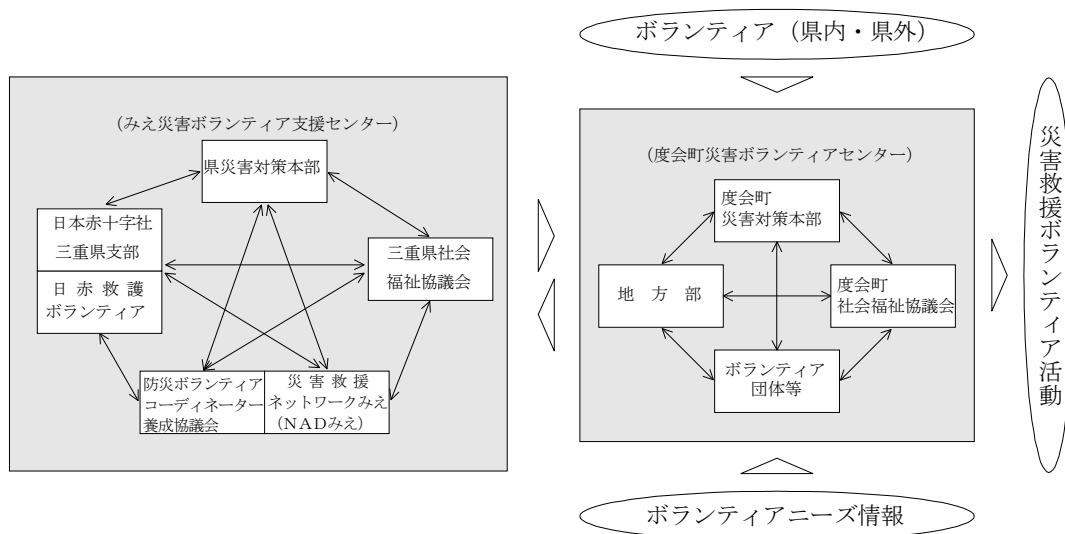 ボランティア（県内・県外）
（みえ災害ボランティア支援センター）
県災害対策本部
日本赤十字社
三重県支部
日赤救護
ボランティア
三重県社会
福祉協議会
防災ボランティア
コーディネーター
養成協議会
災害救援
ネットワークみえ
（ＮＡＤみえ）
（度会町災害ボランティアセンター）
度会町
災害対策本部
地方部
度会町
社会福祉協議会
ボランティア
団体等
災害救援ボランティア活動
ボランティアニーズ情報